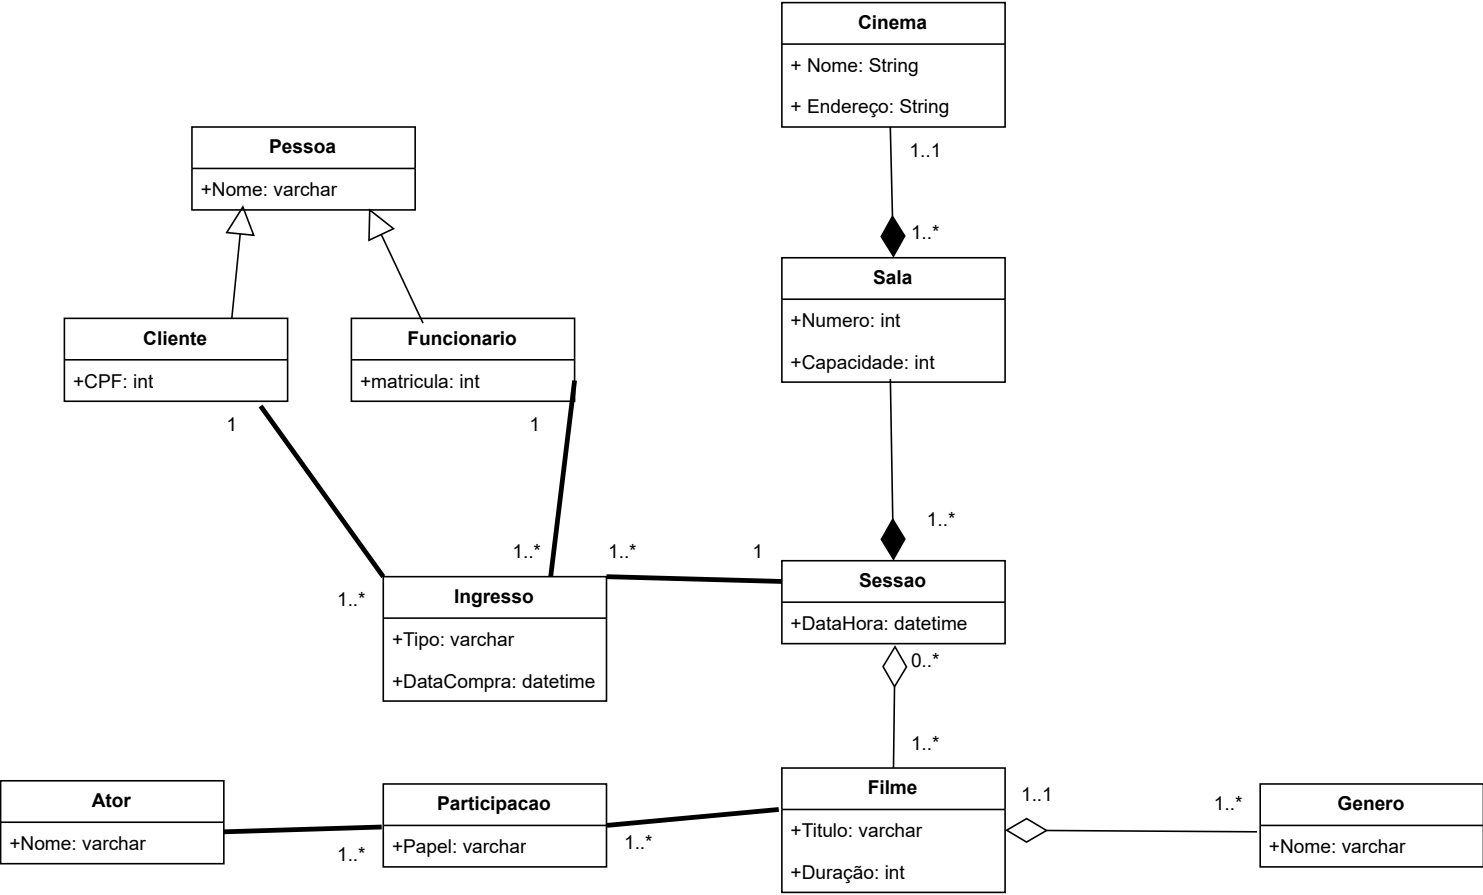 Cinema
+ Nome: String
+ Endereço: String
1..1
Pessoa
+Nome: varchar
1..*
Sala
+Numero: int
+Capacidade: int
Cliente
+CPF: int
Funcionario
+matricula: int
1
1
1..*
1..*
1..*
1
1..*
Sessao
+DataHora: datetime
Ingresso
+Tipo: varchar
+DataCompra: datetime
0..*
1..*
Ator
+Nome: varchar
1..*
Participacao
+Papel: varchar
1..*
Filme
+Titulo: varchar
+Duração: int
1..1
1..*
Genero
+Nome: varchar